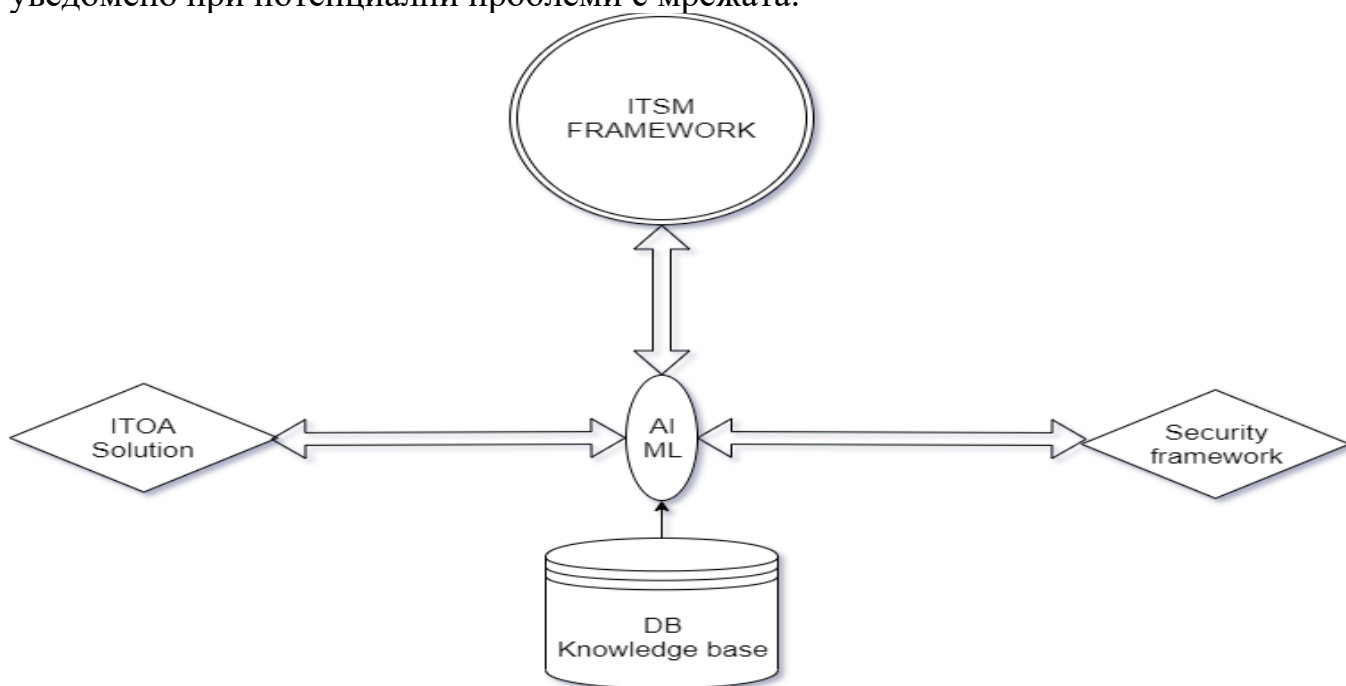 уведомено при потенциални проблеми с мрежата.
ITSM
FRAMEWORK
ITOA
Solution
AI
ML
Security
framework
DB
Knowledge base